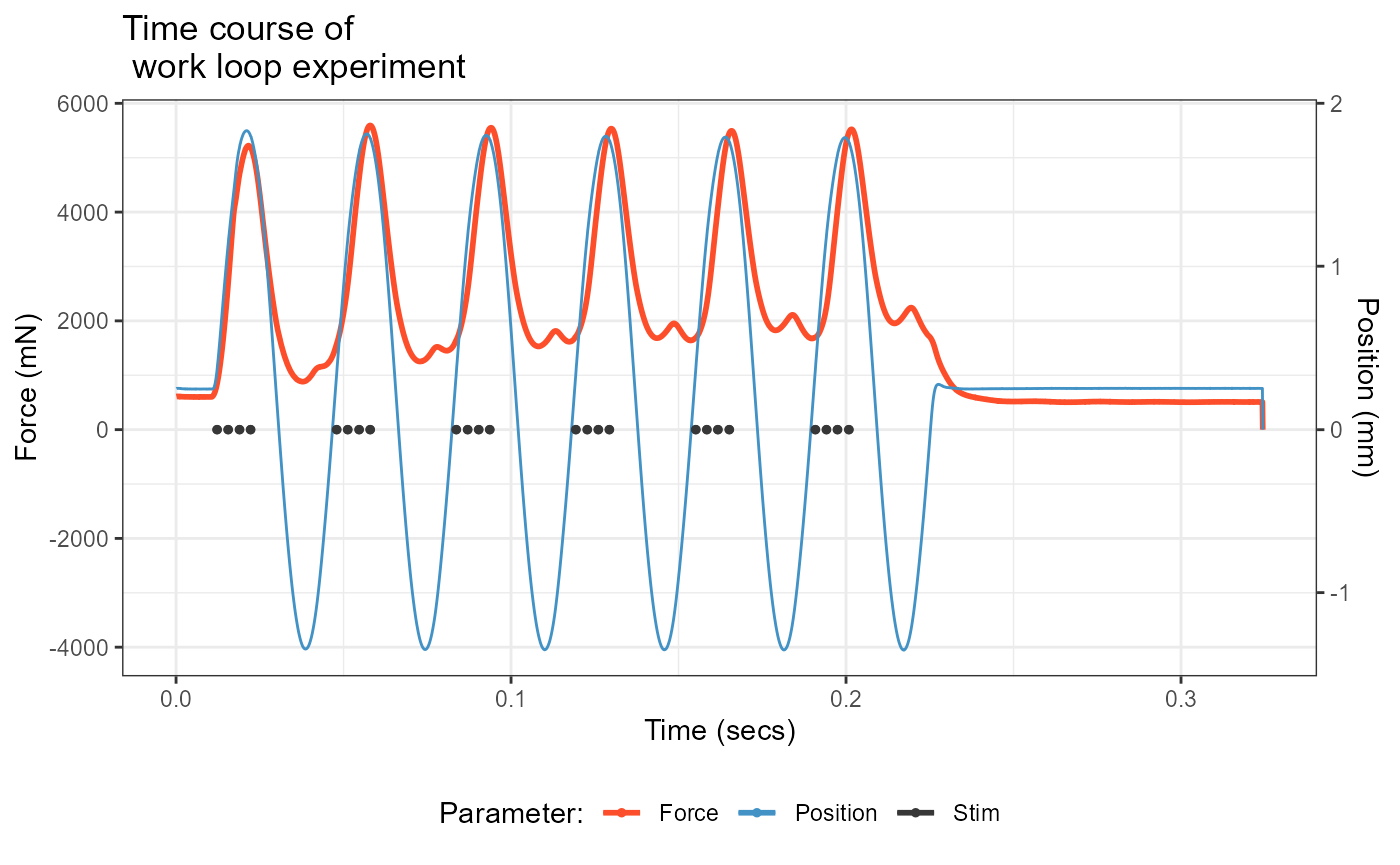 Time course of
work loop experiment
6000
4000
2000
0
-2000
-4000
Force (mN)
2
1
0
-1
Position (mm)
0.0
0.1
0.2
0.3
Time (secs)
Parameter: Force Position Stim